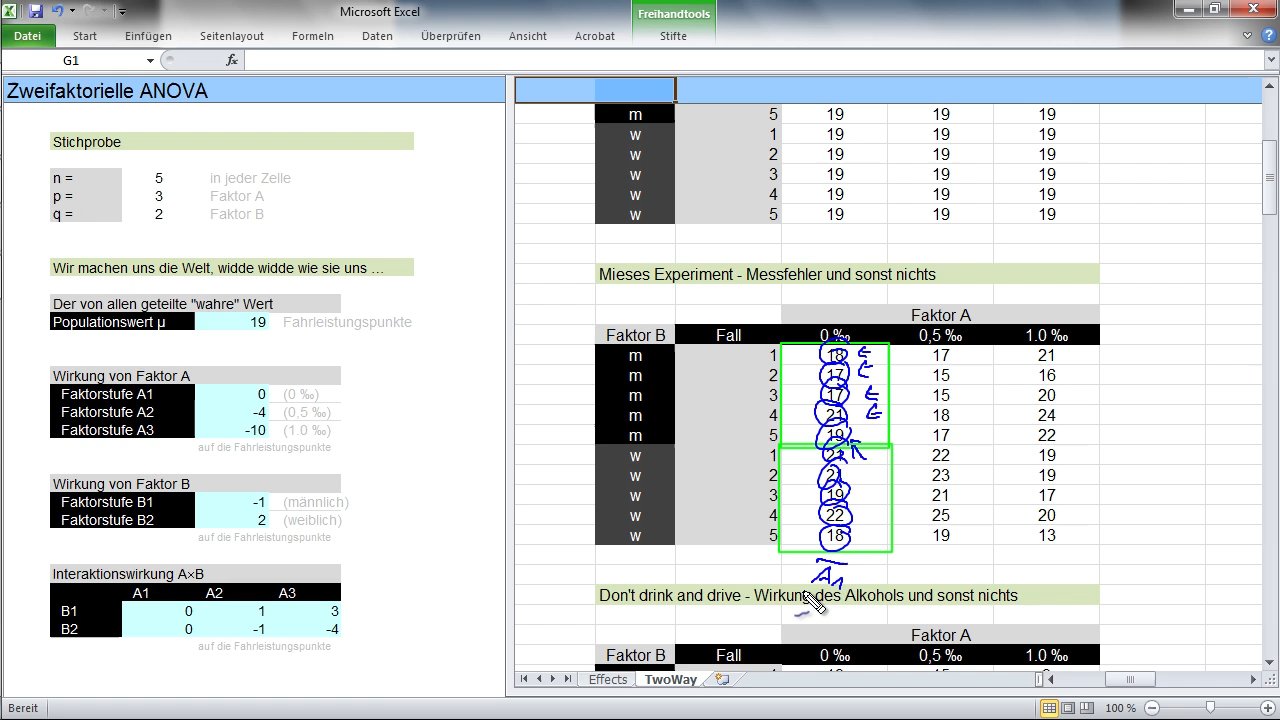 Microsoft Excel
Freihandtools
Datei Start Einfügen Seitenlayout Formeln Daten Überprüfen Ansicht Acrobat Stifte
G1 fx
Zweifaktorielle ANOVA
Stichprobe
n = 5 in jeder Zelle
p = 3 Faktor A
q = 2 Faktor B
Wir machen uns die Welt, widde widde wie sie uns ...
Der von allen geteilte "wahre" Wert
Populationswert µ 19 Fahrleistungspunkte
Wirkung von Faktor A
Faktorstufe A1 0 (0 ‰)
Faktorstufe A2 -4 (0,5 ‰)
Faktorstufe A3 -10 (1.0 ‰)
auf die Fahrleistungspunkte
Wirkung von Faktor B
Faktorstufe B1 -1 (männlich)
Faktorstufe B2 2 (weiblich)
auf die Fahrleistungspunkte
Interaktionswirkung A×B
A1 A2 A3
B1 0 1 3
B2 0 -1 -4
auf die Fahrleistungspunkte
m 5 19 19 19
w 1 19 19 19
w 2 19 19 19
w 3 19 19 19
w 4 19 19 19
w 5 19 19 19
Mieses Experiment - Messfehler und sonst nichts
Faktor A
Faktor B Fall 0 ‰ 0,5 ‰ 1.0 ‰
m 1 18 17 21
m 2 17 15 16
m 3 17 15 20
m 4 21 18 24
m 5 19 17 22
w 1 21 22 19
w 2 21 23 19
w 3 19 21 17
w 4 22 25 20
w 5 18 19 13
A1
Don't drink and drive - Wirkung des Alkohols und sonst nichts
Faktor A
Faktor B Fall 0 ‰ 0,5 ‰ 1.0 ‰
Effects TwoWay
Bereit 100 %